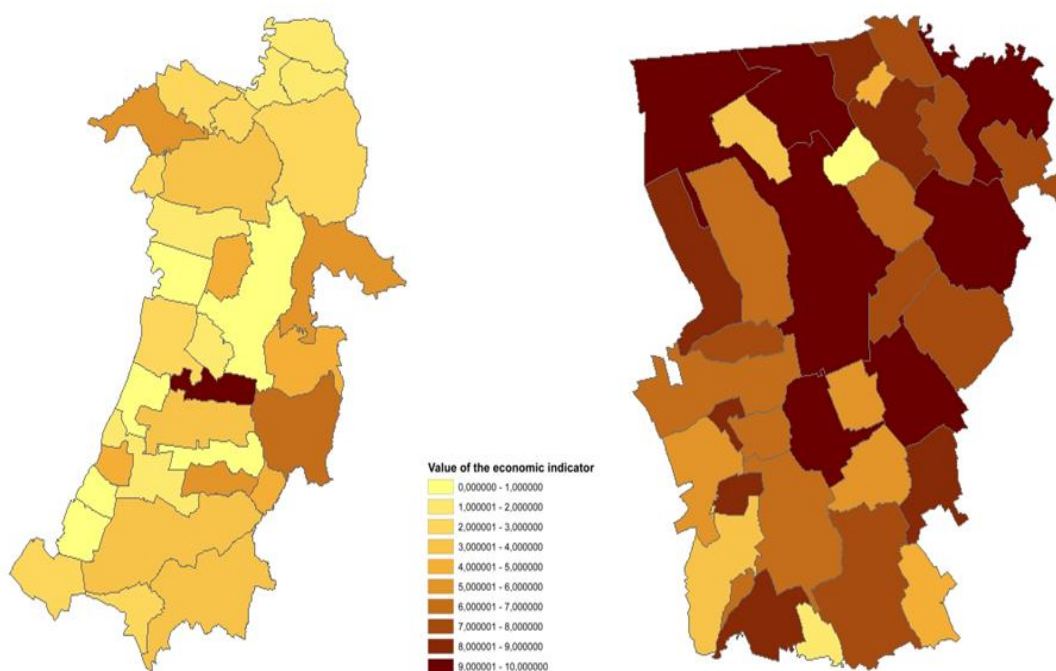 Value of the economic indicator
0,000000 - 1,000000
1,000001 - 2,000000
2,000001 - 3,000000
3,000001 - 4,000000
4,000001 - 5,000000
5,000001 - 6,000000
6,000001 - 7,000000
7,000001 - 8,000000
8,000001 - 9,000000
9,000001 - 10,000000